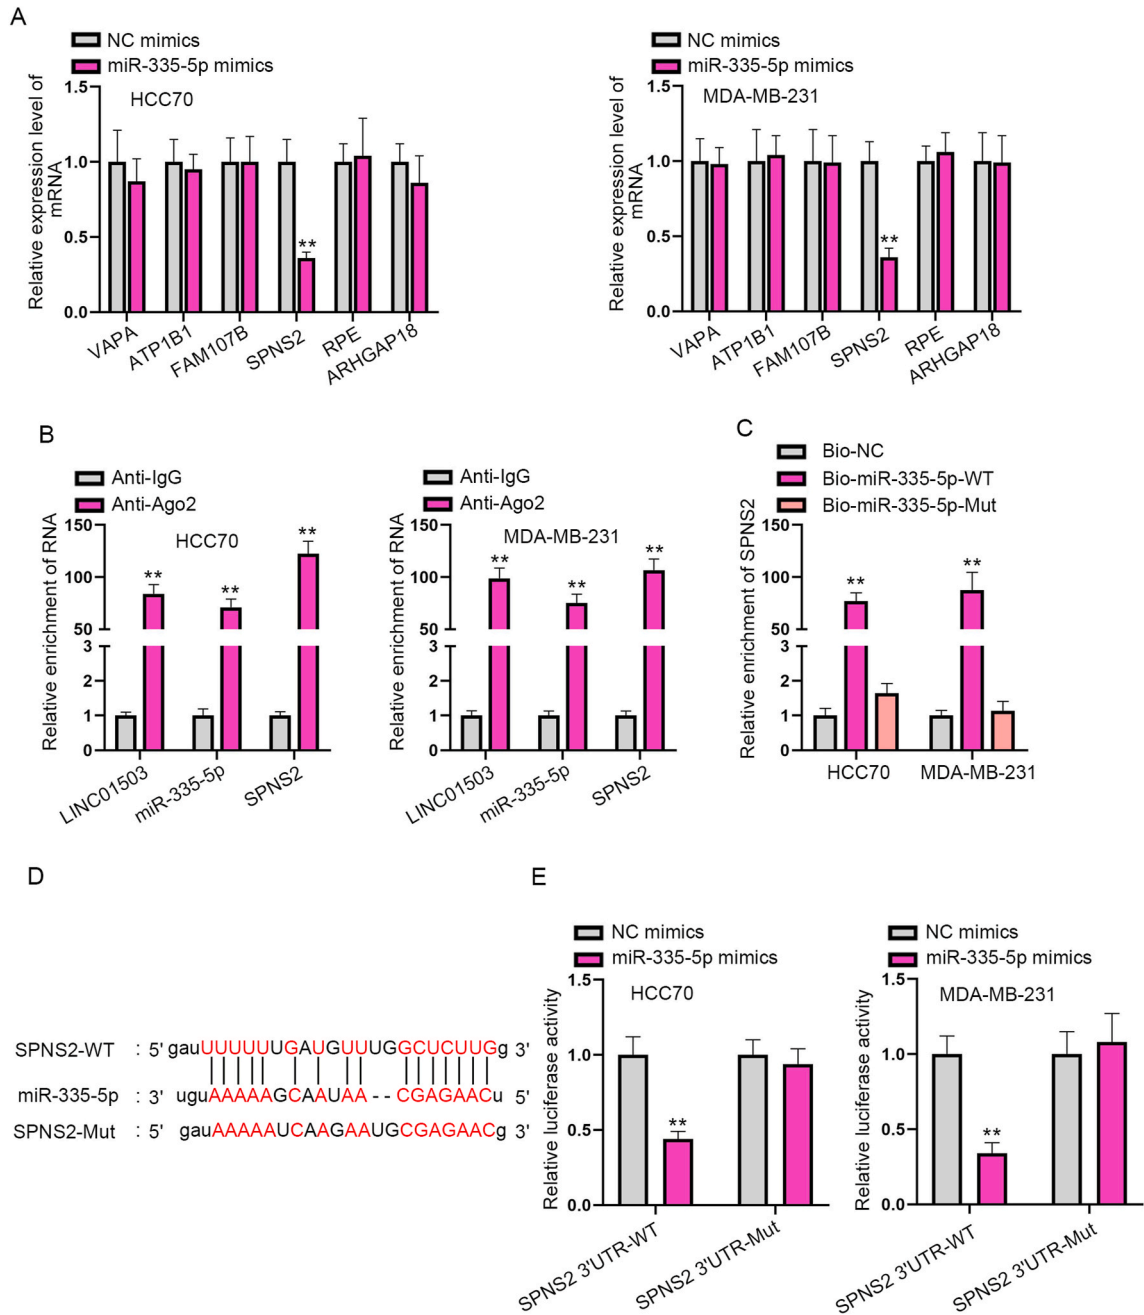 A
NC mimics
miR-335-5p mimics
Relative expression level of
mRNA
HCC70
1.5
1.0
0.5
0.0
**
VAPA
ATP1B1
FAM107B
SPNS2
RPE
ARHGAP18
NC mimics
miR-335-5p mimics
Relative expression level of
mRNA
MDA-MB-231
1.5
1.0
0.5
0.0
**
VAPA
ATP1B1
FAM107B
SPNS2
RPE
ARHGAP18
B
Anti-IgG
Anti-Ago2
Relative enrichment of RNA
HCC70
150
100
50
3
2
1
0
**
**
**
LINC01503
miR-335-5p
SPNS2
Anti-IgG
Anti-Ago2
Relative enrichment of RNA
MDA-MB-231
150
100
50
3
2
1
0
**
**
**
LINC01503
miR-335-5p
SPNS2
C
Bio-NC
Bio-miR-335-5p-WT
Bio-miR-335-5p-Mut
Relative enrichment of SPNS2
150
100
50
3
2
1
0
**
**
HCC70
MDA-MB-231
D
SPNS2-WT : 5' gauUUUUUUGAUGUUUGGCUCUUGg 3'
miR-335-5p : 3' uguAAAAAGCAAUAA--CGAGAACu 5'
SPNS2-Mut : 5' gauAAAAAUCAAGAAUGCGAGAACg 3'
E
NC mimics
miR-335-5p mimics
Relative luciferase activity
HCC70
1.5
1.0
0.5
0.0
**
SPNS2 3'UTR-WT
SPNS2 3'UTR-Mut
NC mimics
miR-335-5p mimics
Relative luciferase activity
MDA-MB-231
1.5
1.0
0.5
0.0
**
SPNS2 3'UTR-WT
SPNS2 3'UTR-Mut